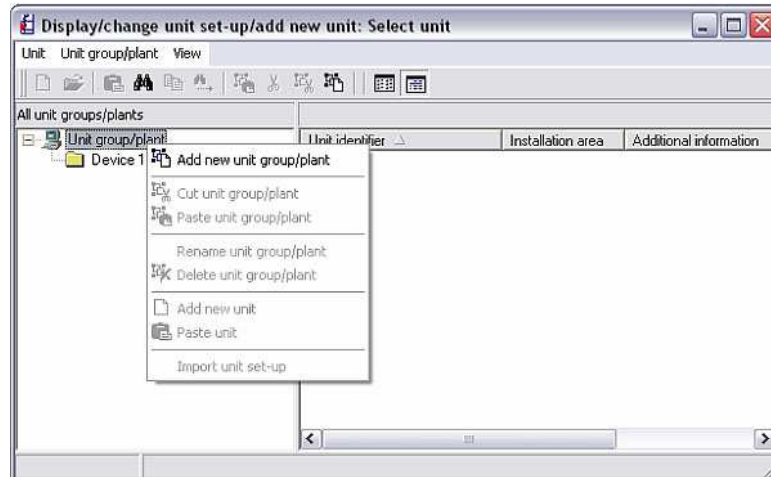 Display/change unit set-up/add new unit: Select unit
Unit Unit group/plant View
All unit groups/plants
Unit group/plant
Device 1
Unit identifier
Installation area
Additional information
Add new unit group/plant
Cut unit group/plant
Paste unit group/plant
Rename unit group/plant
Delete unit group/plant
Add new unit
Paste unit
Import unit set-up